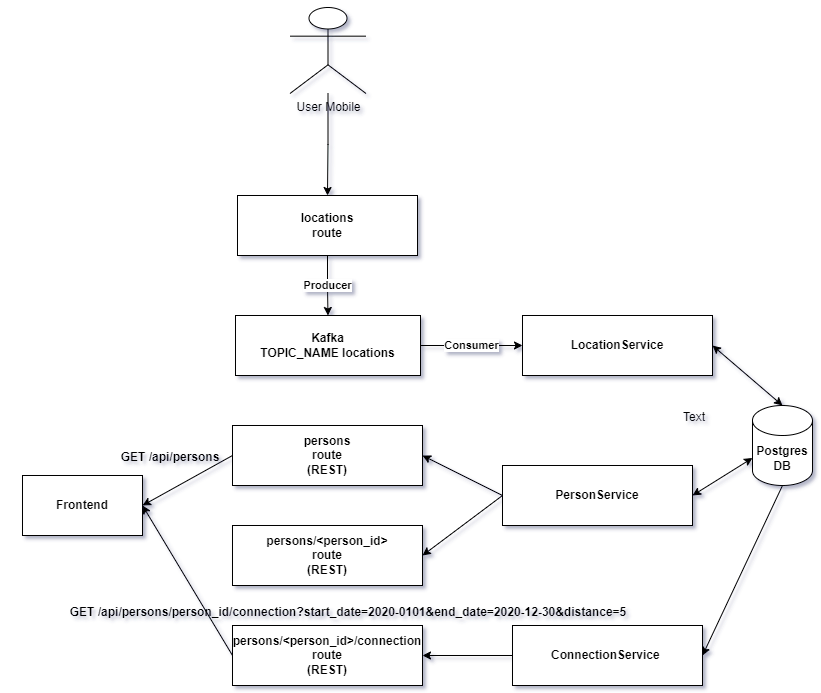 User Mobile
locations
route
Producer
Kafka
TOPIC_NAME locations
Consumer
LocationService
Text
Postgres
DB
persons
route
(REST)
GET /api/persons
Frontend
PersonService
persons/<person_id>
route
(REST)
GET /api/persons/person_id/connection?start_date=2020-0101&end_date=2020-12-30&distance=5
persons/<person_id>/connection
route
(REST)
ConnectionService